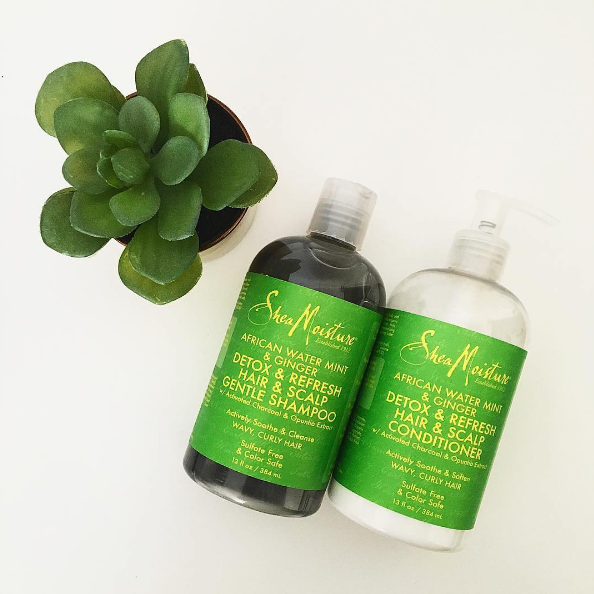 SheaMoisture
Established 1912
AFRICAN WATER MINT
& GINGER
DETOX & REFRESH
HAIR & SCALP
GENTLE SHAMPOO
w/ Activated Charcoal & Opuntia Extract
Actively Soothe & Cleanse
WAVY, CURLY HAIR
Sulfate Free
& Color Safe
13 fl oz / 384 mL
SheaMoisture
Established 1912
AFRICAN WATER MINT
& GINGER
DETOX & REFRESH
HAIR & SCALP
CONDITIONER
w/ Activated Charcoal & Opuntia Extract
Actively Soothe & Soften
WAVY, CURLY HAIR
Sulfate Free
& Color Safe
13 fl oz / 384 mL